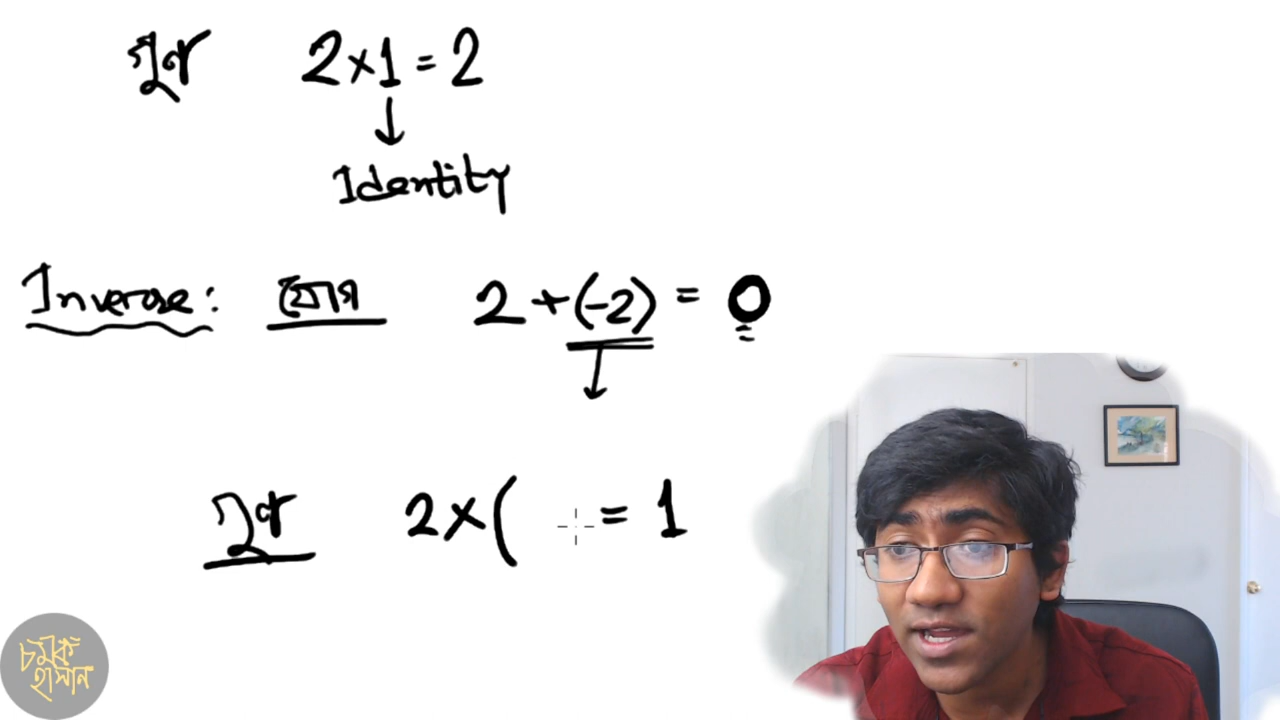 গুণ 2×1=2
↓
Identity
Inverse: যোগ 2+(-2) = 0
↓
গুণ 2×( = 1
চমক
হাসান